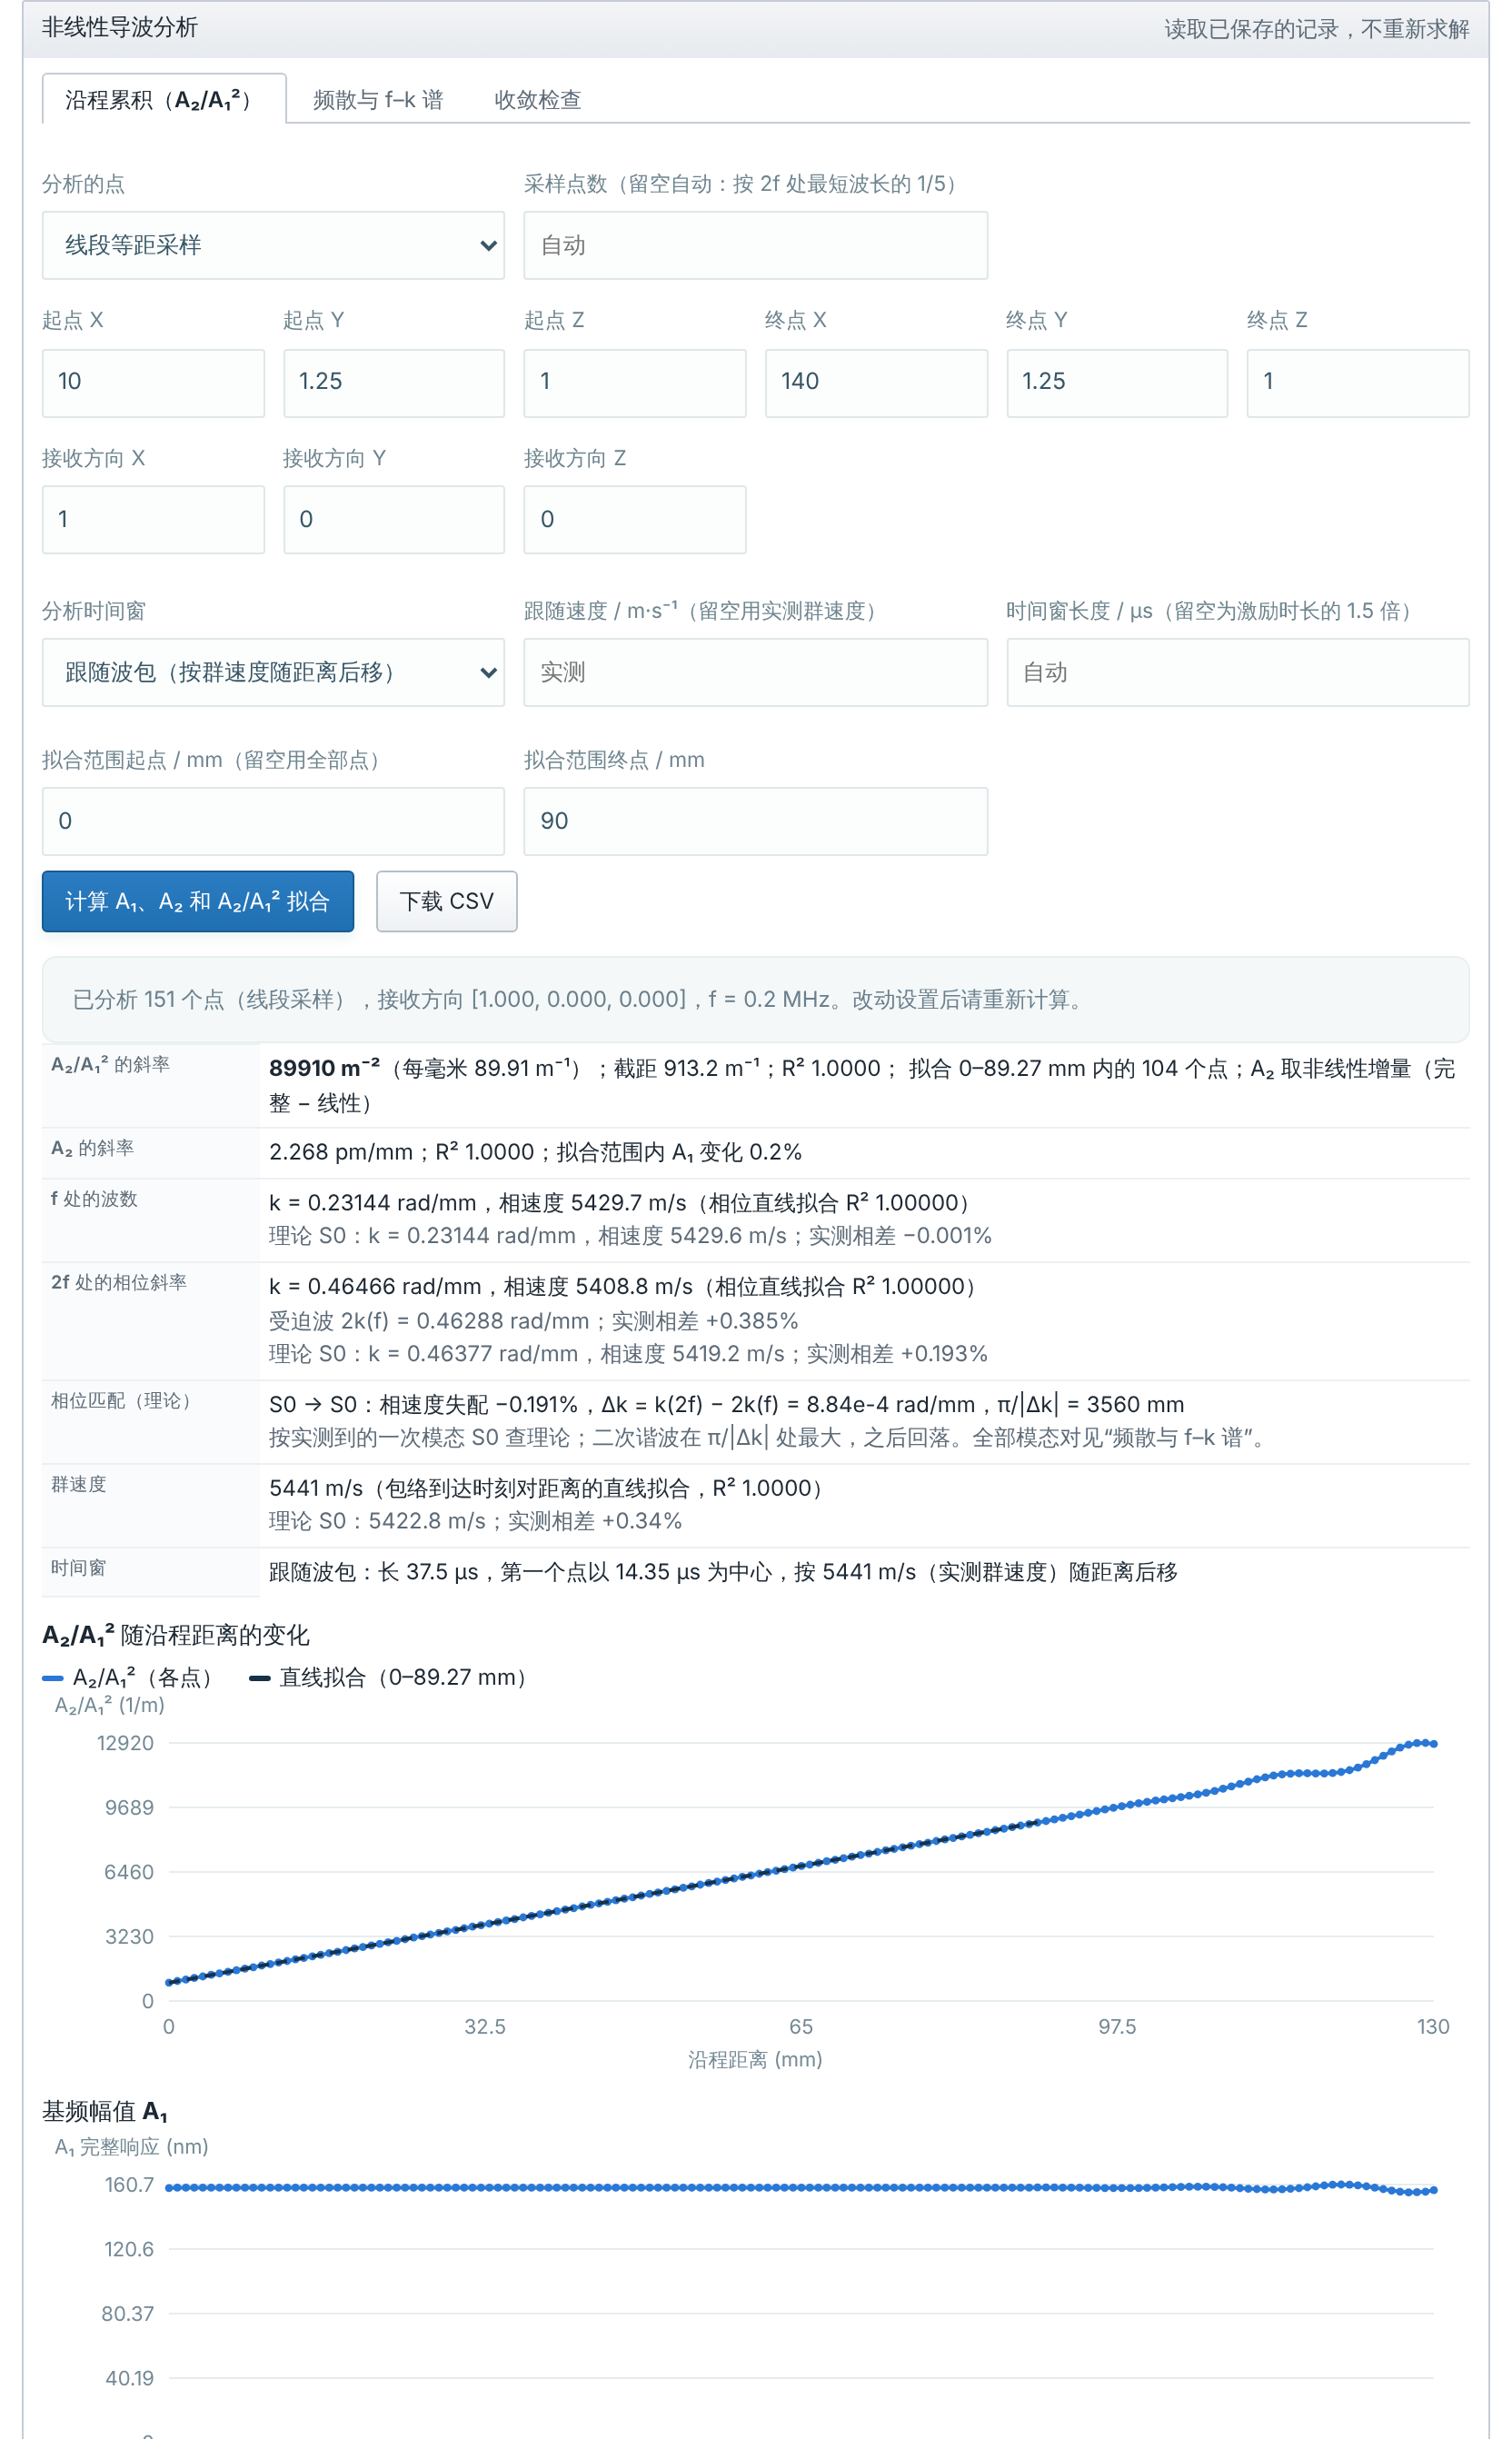 非线性导波分析
读取已保存的记录，不重新求解
沿程累积（A₂/A₁²）
频散与 f–k 谱
收敛检查
分析的点
采样点数（留空自动：按 2f 处最短波长的 1/5）
线段等距采样
自动
起点 X
起点 Y
起点 Z
终点 X
终点 Y
终点 Z
10
1.25
1
140
1.25
1
接收方向 X
接收方向 Y
接收方向 Z
1
0
0
分析时间窗
跟随速度 / m·s⁻¹（留空用实测群速度）
时间窗长度 / µs（留空为激励时长的 1.5 倍）
跟随波包（按群速度随距离后移）
实测
自动
拟合范围起点 / mm（留空用全部点）
拟合范围终点 / mm
0
90
计算 A₁、A₂ 和 A₂/A₁² 拟合
下载 CSV
已分析 151 个点（线段采样），接收方向 [1.000, 0.000, 0.000]，f = 0.2 MHz。改动设置后请重新计算。
A₂/A₁² 的斜率
89910 m⁻²（每毫米 89.91 m⁻¹）；截距 913.2 m⁻¹；R² 1.0000； 拟合 0–89.27 mm 内的 104 个点；A₂ 取非线性增量（完
整 − 线性）
A₂ 的斜率
2.268 pm/mm；R² 1.0000；拟合范围内 A₁ 变化 0.2%
f 处的波数
k = 0.23144 rad/mm，相速度 5429.7 m/s（相位直线拟合 R² 1.00000）
理论 S0：k = 0.23144 rad/mm，相速度 5429.6 m/s；实测相差 −0.001%
2f 处的相位斜率
k = 0.46466 rad/mm，相速度 5408.8 m/s（相位直线拟合 R² 1.00000）
受迫波 2k(f) = 0.46288 rad/mm；实测相差 +0.385%
理论 S0：k = 0.46377 rad/mm，相速度 5419.2 m/s；实测相差 +0.193%
相位匹配（理论）
S0 → S0：相速度失配 −0.191%，Δk = k(2f) − 2k(f) = 8.84e-4 rad/mm，π/|Δk| = 3560 mm
按实测到的一次模态 S0 查理论；二次谐波在 π/|Δk| 处最大，之后回落。全部模态对见“频散与 f–k 谱”。
群速度
5441 m/s（包络到达时刻对距离的直线拟合，R² 1.0000）
理论 S0：5422.8 m/s；实测相差 +0.34%
时间窗
跟随波包：长 37.5 µs，第一个点以 14.35 µs 为中心，按 5441 m/s（实测群速度）随距离后移
A₂/A₁² 随沿程距离的变化
A₂/A₁²（各点）
直线拟合（0–89.27 mm）
A₂/A₁² (1/m)
12920
9689
6460
3230
0
0
32.5
65
97.5
130
沿程距离 (mm)
基频幅值 A₁
A₁ 完整响应 (nm)
160.7
120.6
80.37
40.19